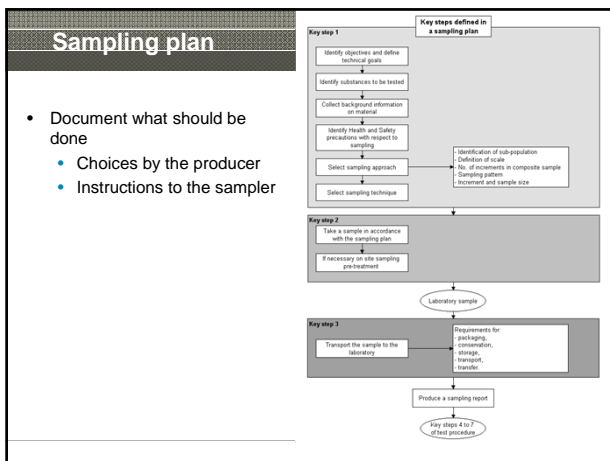 Sampling plan
• Document what should be
done
• Choices by the producer
• Instructions to the sampler
Key steps defined in
a sampling plan
Key step 1
Identify objectives and define
technical goals
Identify substances to be tested
Collect background information
on material
Identify Health and Safety
precautions with respect to
sampling
Select sampling approach
- Identification of sub-population
- Definition of scale
- No. of increments in composite sample
- Sampling pattern
- Increment and sample size
Select sampling technique
Key step 2
Take a sample in accordance
with the sampling plan
If necessary on site sampling
pre-treatment
Laboratory sample
Key step 3
Transport the sample to the
laboratory
Requirements for:
- packaging,
- conservation,
- storage,
- transport,
- transfer.
Produce a sampling report
Key steps 4 to 7
of test procedure